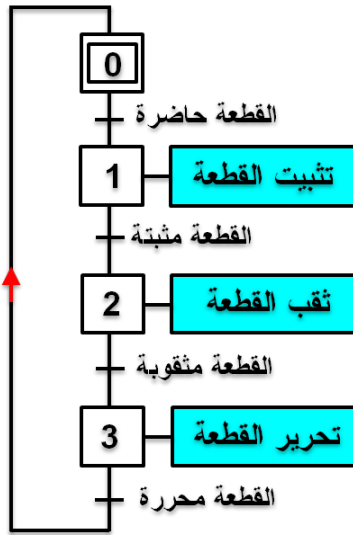 0
القطعة حاضرة
1
تثبيت القطعة
القطعة مثبتة
2
ثقب القطعة
القطعة مثقوبة
3
تحرير القطعة
القطعة محررة